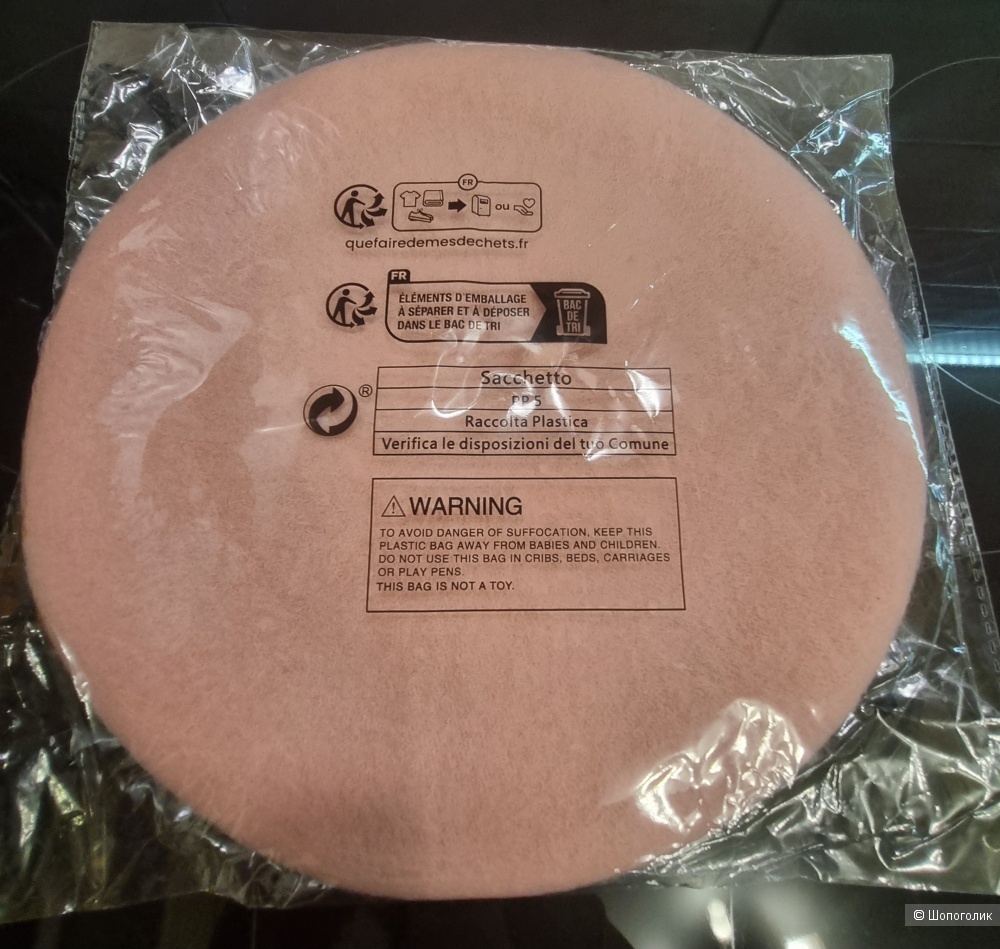 FR
ou
quefairedemesdechets.fr
FR
ÉLÉMENTS D'EMBALLAGE
À SÉPARER ET À DÉPOSER
DANS LE BAC DE TRI
BAC
DE
TRI
®
Sacchetto
PP 5
Raccolta Plastica
Verifica le disposizioni del tuo Comune
⚠ WARNING
TO AVOID DANGER OF SUFFOCATION, KEEP THIS
PLASTIC BAG AWAY FROM BABIES AND CHILDREN.
DO NOT USE THIS BAG IN CRIBS, BEDS, CARRIAGES
OR PLAY PENS.
THIS BAG IS NOT A TOY.
© Шопоголик